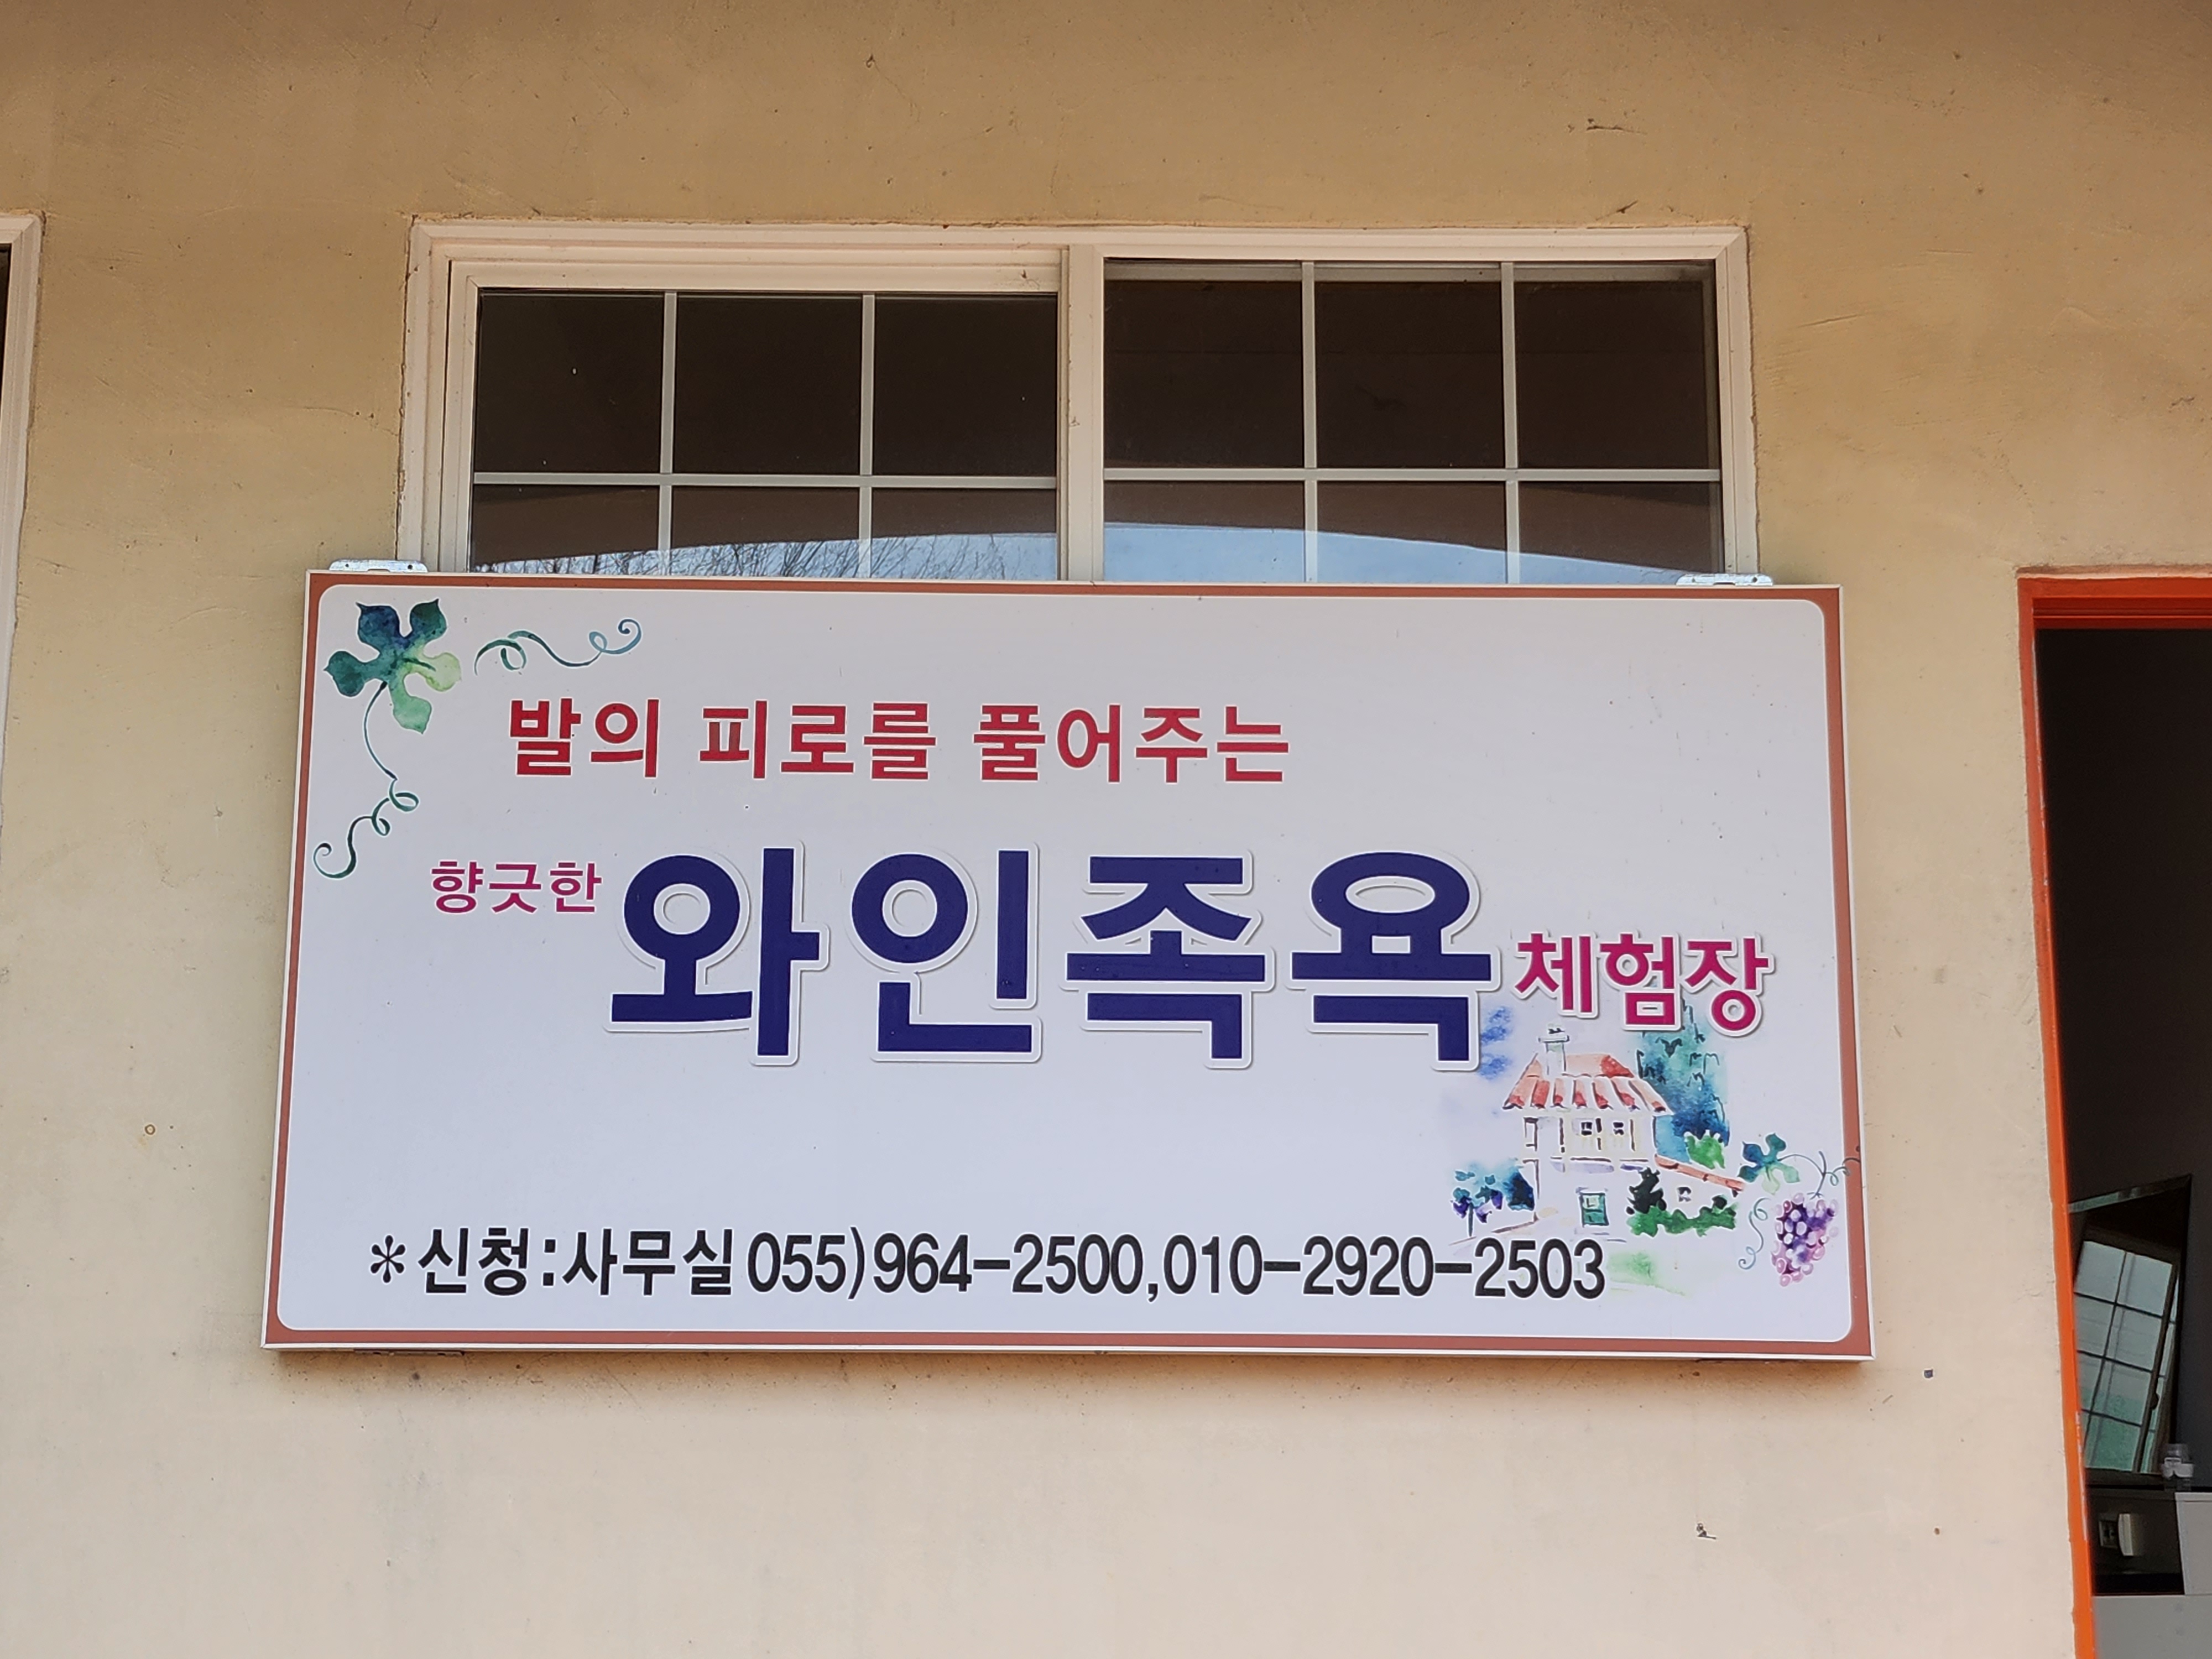 발의 피로를 풀어주는
향긋한 와인족욕 체험장
*신청:사무실 055)964-2500,010-2920-2503